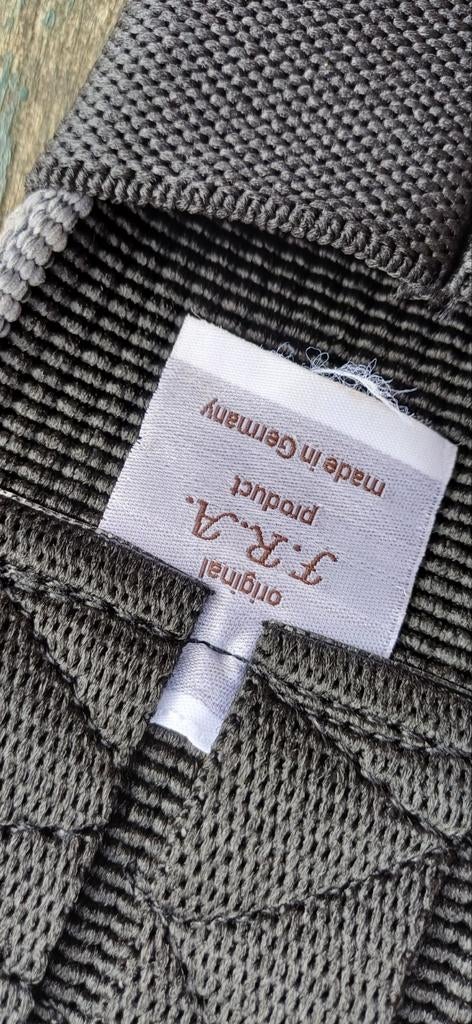 original
F.R.A.
product
made in Germany